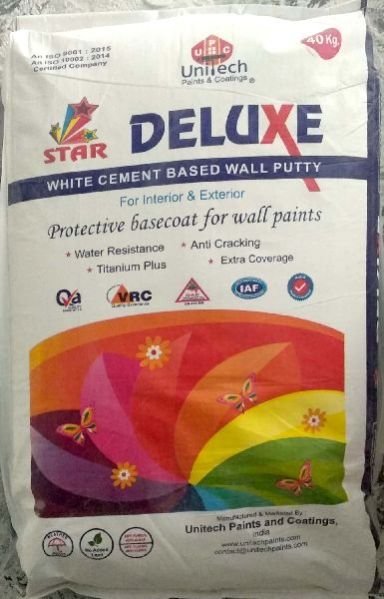 An ISO 9001 : 2015
An ISO 10002 : 2014
Certified Company
UPC
UniTech
Paints & Coatings ®
40 Kg.
STAR
DELUXE
WHITE CEMENT BASED WALL PUTTY
For Interior & Exterior
Protective basecoat for wall paints
★ Water Resistance ★ Anti Cracking
★ Titanium Plus ★ Extra Coverage
Qa
VRC
IAF
No Added
Lead
Manufactured & Marketed By
Unitech Paints and Coatings,
India
www.unitechpaints.com
contact@unitechpaints.com